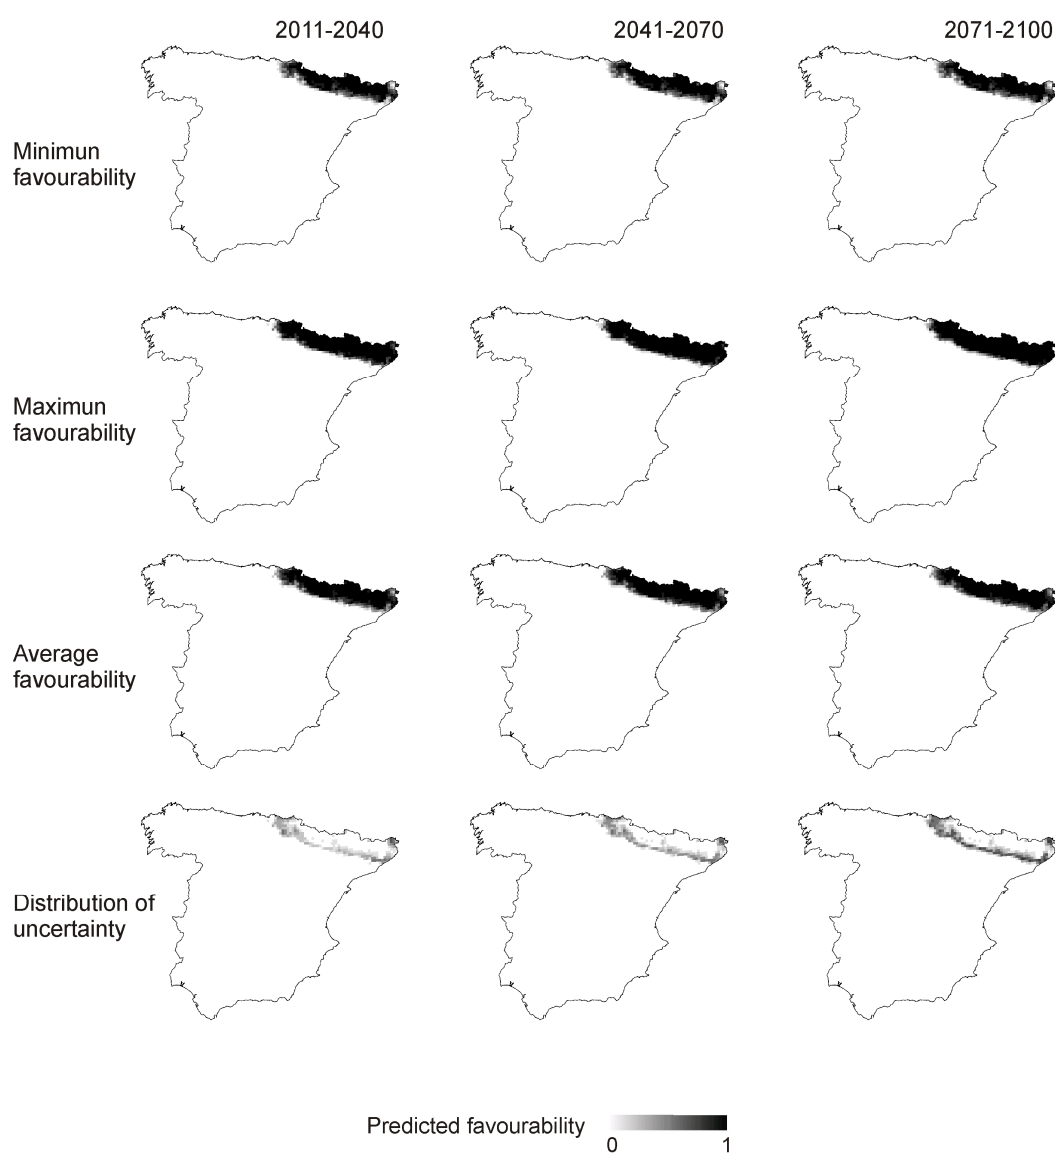 2011-2040
2041-2070
2071-2100
Minimun
favourability
Maximun
favourability
Average
favourability
Distribution of
uncertainty
Predicted favourability
0
1